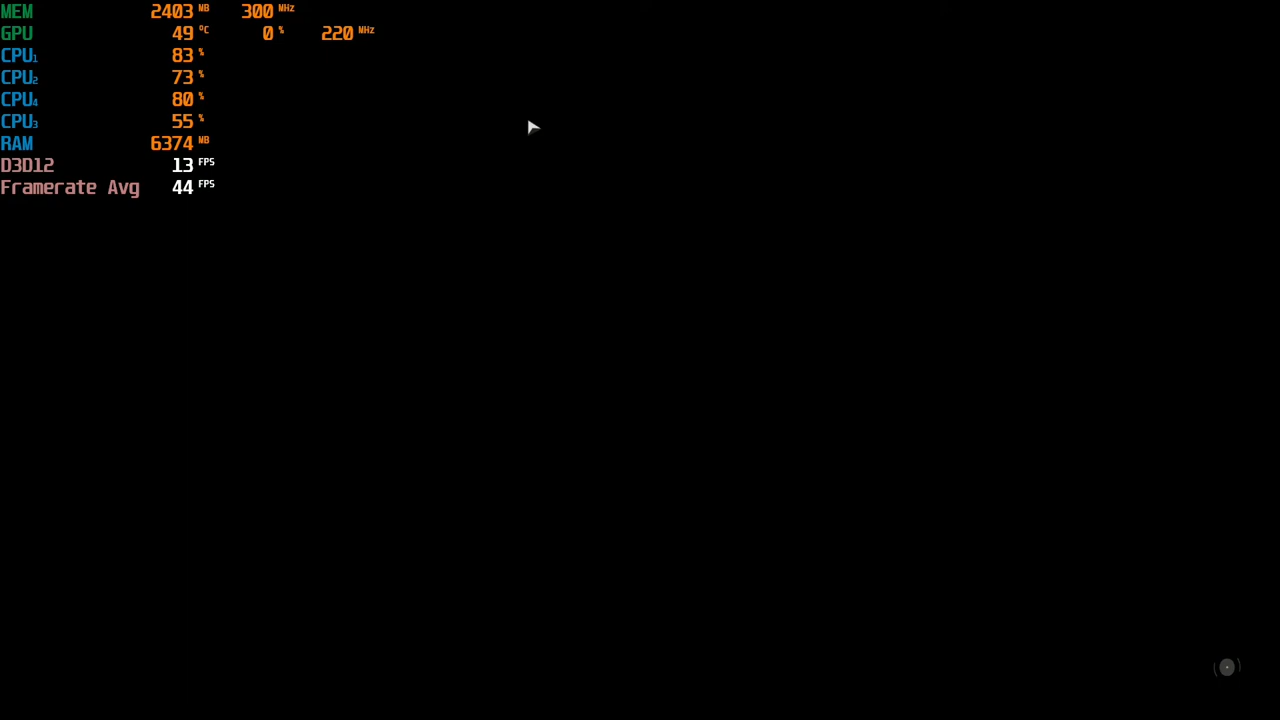 MEM 2403 MB 300 MHz
GPU 49 °C 0 % 220 MHz
CPU1 83 %
CPU2 73 %
CPU4 80 %
CPU3 55 %
RAM 6374 MB
D3D12 13 FPS
Framerate Avg 44 FPS